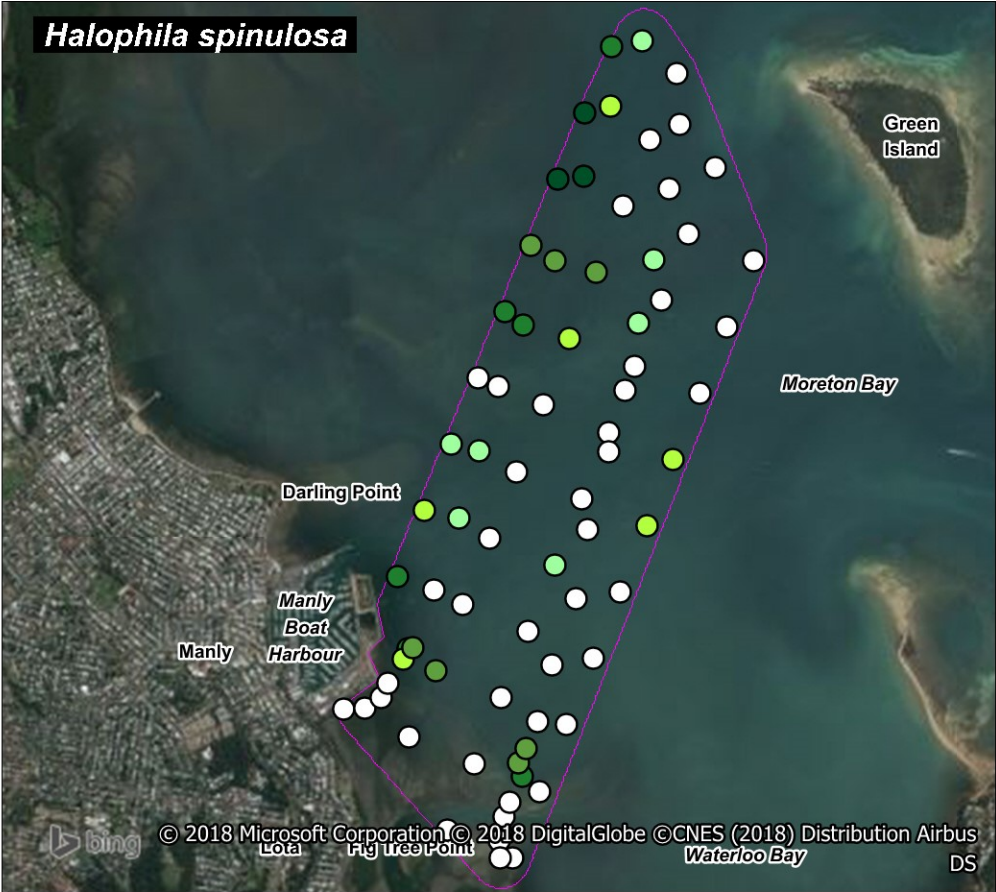 Halophila spinulosa
Green
Island
Moreton Bay
Darling Point
Manly
Boat
Harbour
Manly
bing
© 2018 Microsoft Corporation © 2018 DigitalGlobe ©CNES (2018) Distribution Airbus
DS
Lota
Fig Tree Point
Waterloo Bay